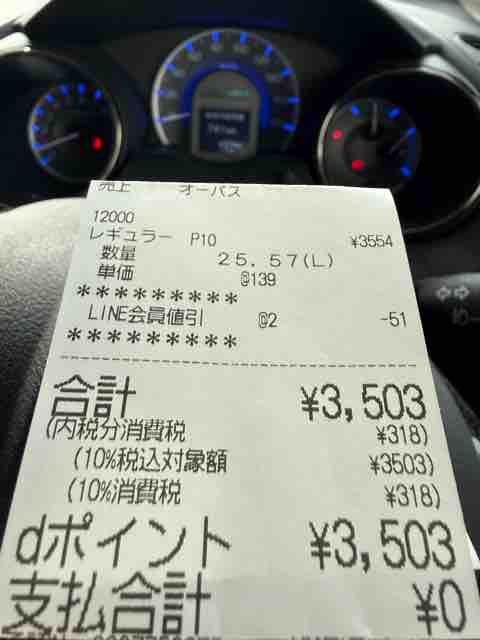 売上 オーパス
12000
レギュラー P10 ¥3554
数量 25.57(L)
単価 @139
*********
LINE会員値引 @2 -51
*********
合計 ¥3,503
(内税分消費税 ¥318)
(10%税込対象額 ¥3503)
(10%消費税 ¥318)
dポイント ¥3,503
支払合計 ¥0